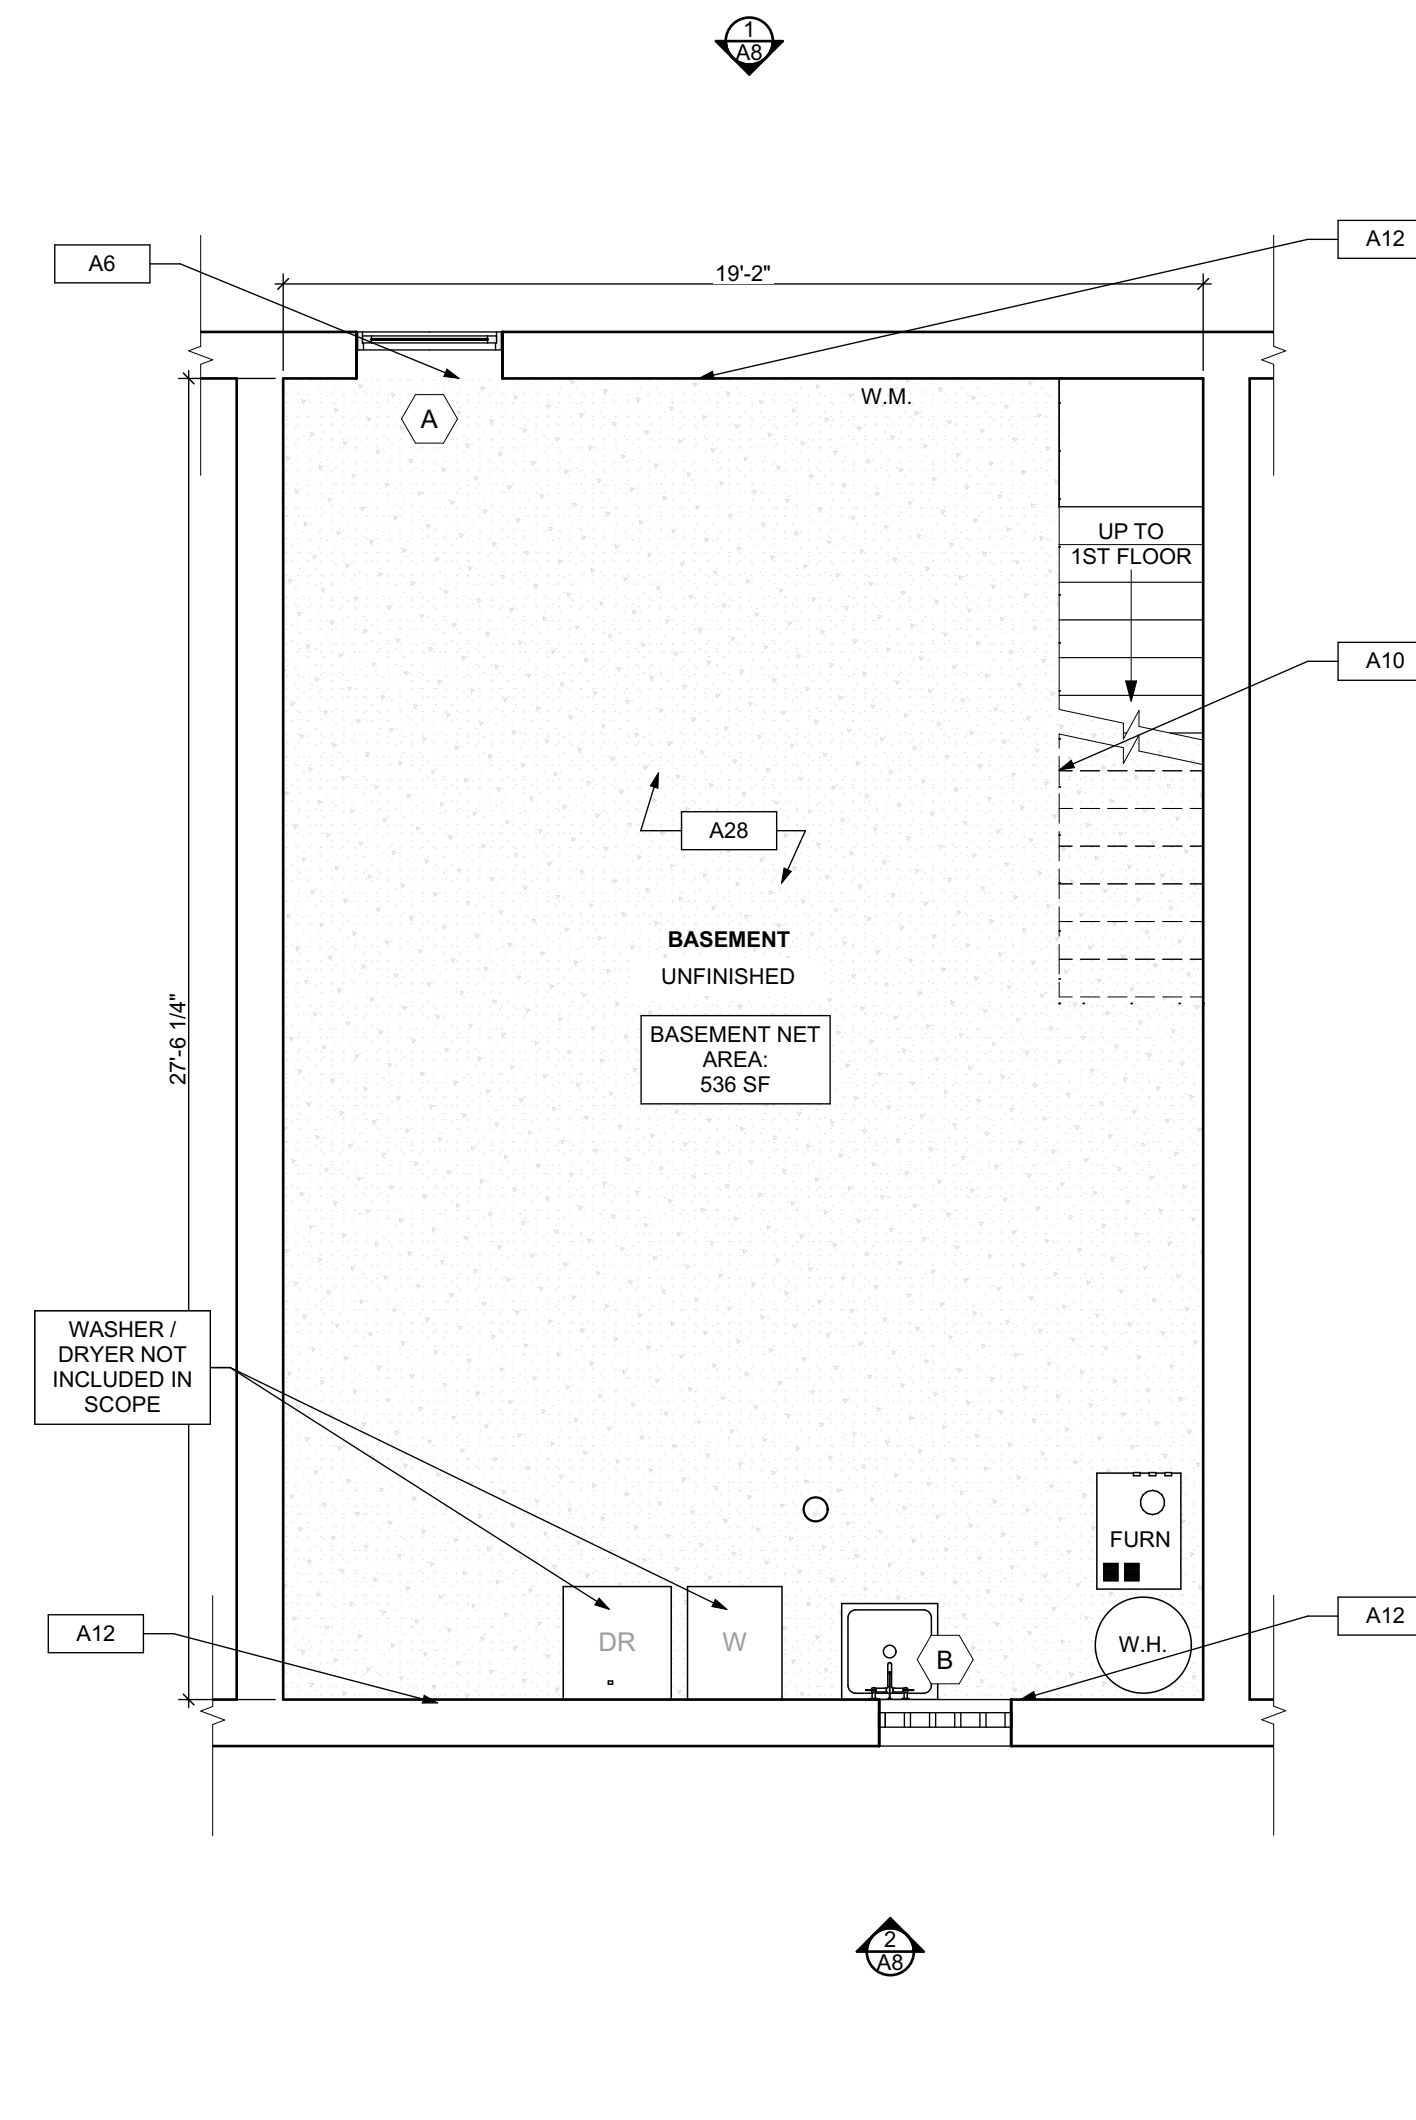 1
A8
A6
A12
19'-2"
W.M.
A
UP TO
1ST FLOOR
A10
A28
BASEMENT
UNFINISHED
BASEMENT NET
AREA:
536 SF
27'-6 1/4"
WASHER /
DRYER NOT
INCLUDED IN
SCOPE
FURN
A12
DR
W
B
W.H.
A12
2
A8